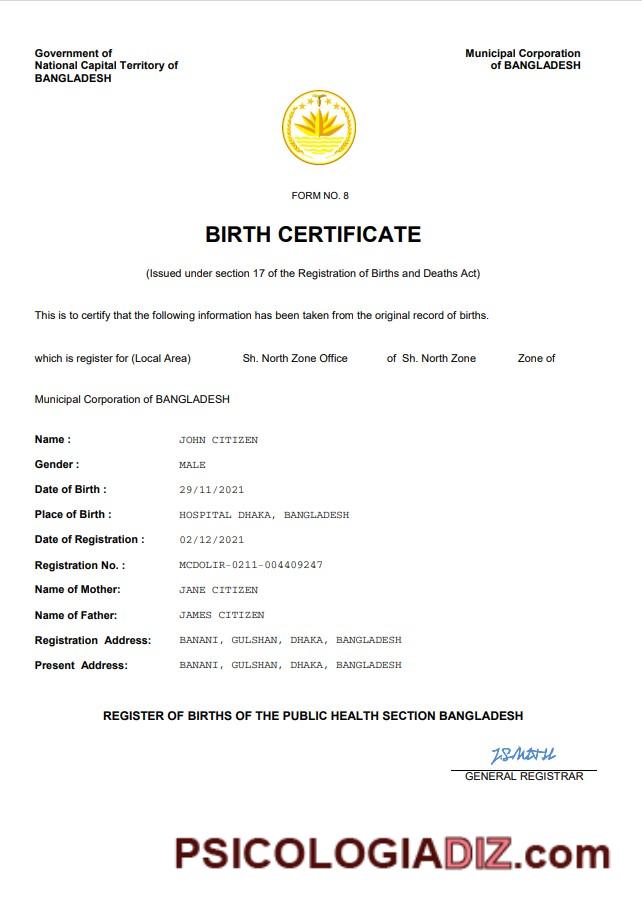 Government of
National Capital Territory of
BANGLADESH
Municipal Corporation
of BANGLADESH
FORM NO. 8
BIRTH CERTIFICATE
(Issued under section 17 of the Registration of Births and Deaths Act)
This is to certify that the following information has been taken from the original record of births.
which is register for (Local Area) Sh. North Zone Office of Sh. North Zone Zone of
Municipal Corporation of BANGLADESH
Name : JOHN CITIZEN
Gender : MALE
Date of Birth : 29/11/2021
Place of Birth : HOSPITAL DHAKA, BANGLADESH
Date of Registration : 02/12/2021
Registration No. : MCDOLIR-0211-004409247
Name of Mother: JANE CITIZEN
Name of Father: JAMES CITIZEN
Registration Address: BANANI, GULSHAN, DHAKA, BANGLADESH
Present Address: BANANI, GULSHAN, DHAKA, BANGLADESH
REGISTER OF BIRTHS OF THE PUBLIC HEALTH SECTION BANGLADESH
GENERAL REGISTRAR
PSICOLOGIADIZ.com